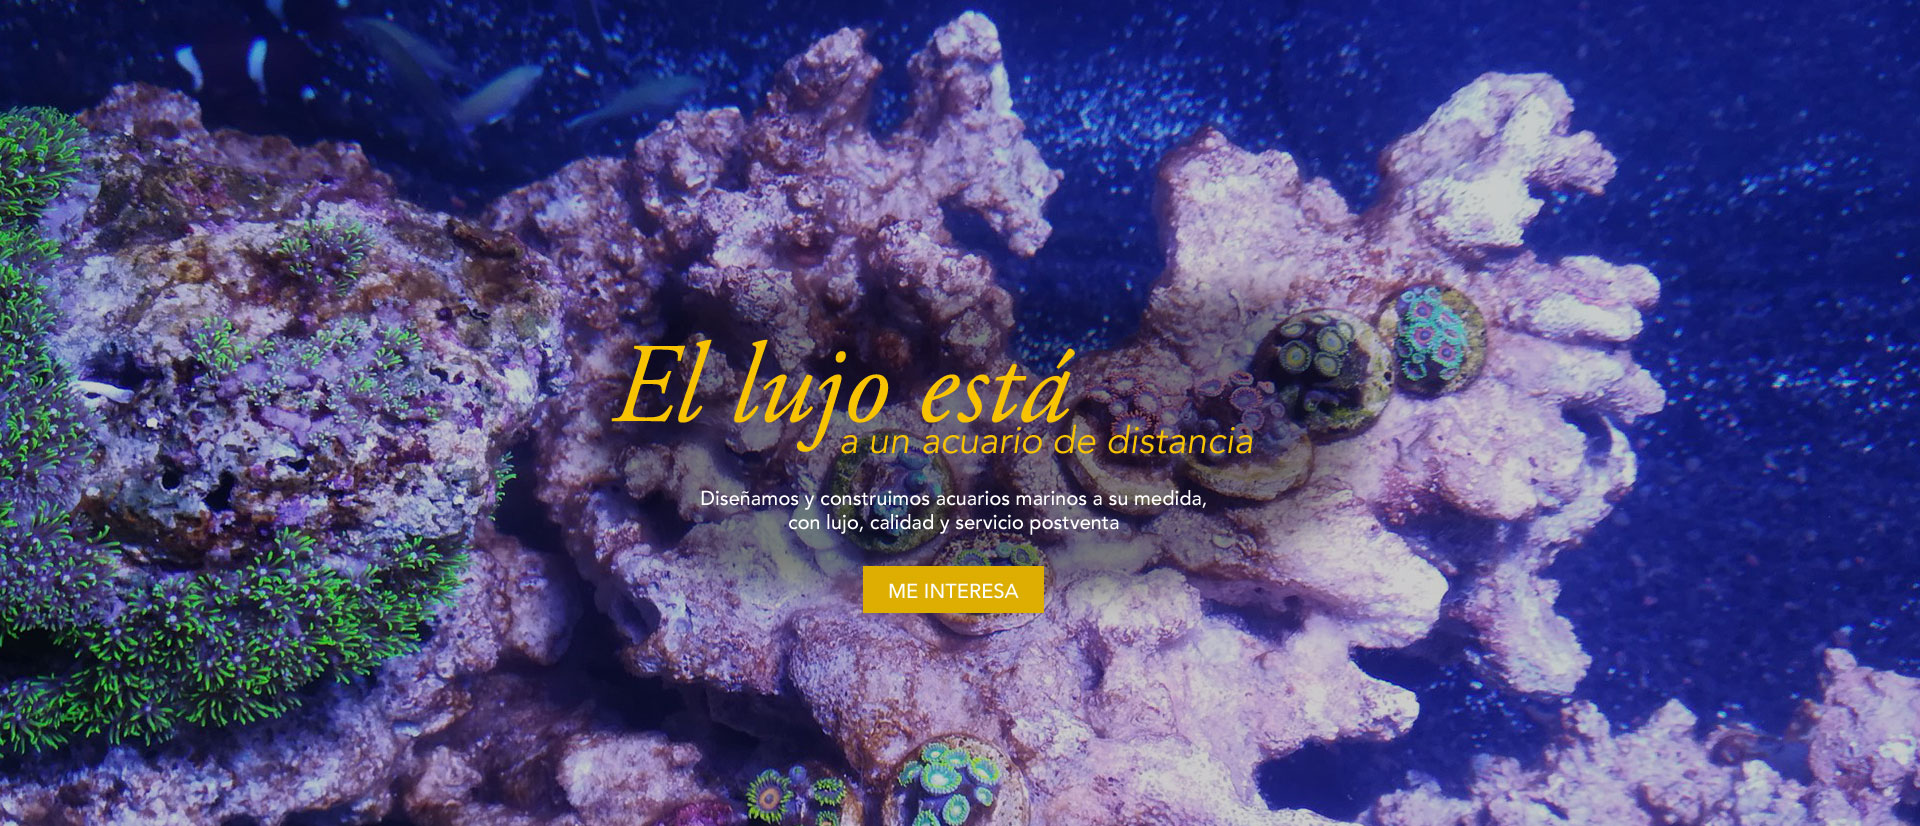 El lujo está
a un acuario de distancia
Diseñamos y construimos acuarios marinos a su medida,
con lujo, calidad y servicio postventa
ME INTERESA